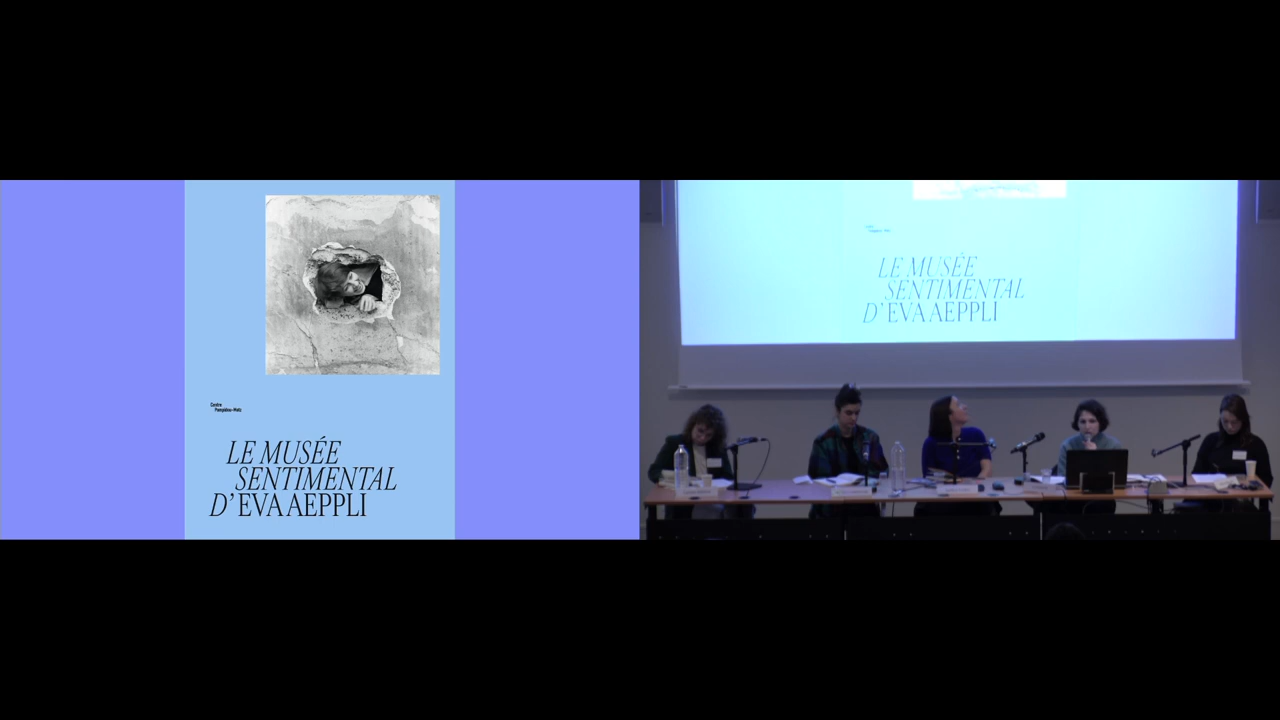 Centre
Pompidou-Metz
LE MUSÉE
SENTIMENTAL
D'EVA AEPPLI
LE MUSÉE
SENTIMENTAL
D'EVA AEPPLI